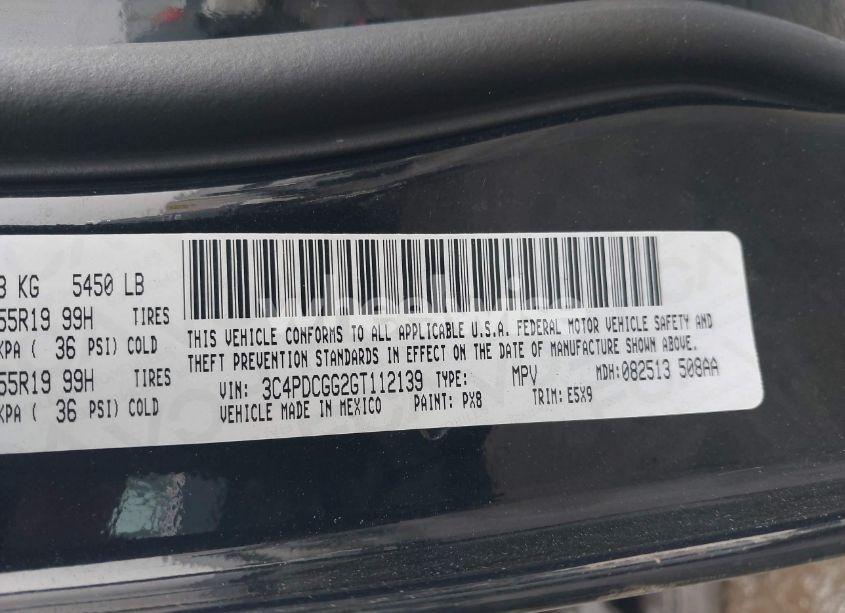 3 KG 5450 LB
55R19 99H TIRES
KPA ( 36 PSI) COLD
55R19 99H TIRES
KPA ( 36 PSI) COLD
THIS VEHICLE CONFORMS TO ALL APPLICABLE U.S.A. FEDERAL MOTOR VEHICLE SAFETY AND
THEFT PREVENTION STANDARDS IN EFFECT ON THE DATE OF MANUFACTURE SHOWN ABOVE.
VIN: 3C4PDCGG2GT112139 TYPE: MPV MDH: 082513 508AA
VEHICLE MADE IN MEXICO PAINT: PX8 TRIM: E5X9